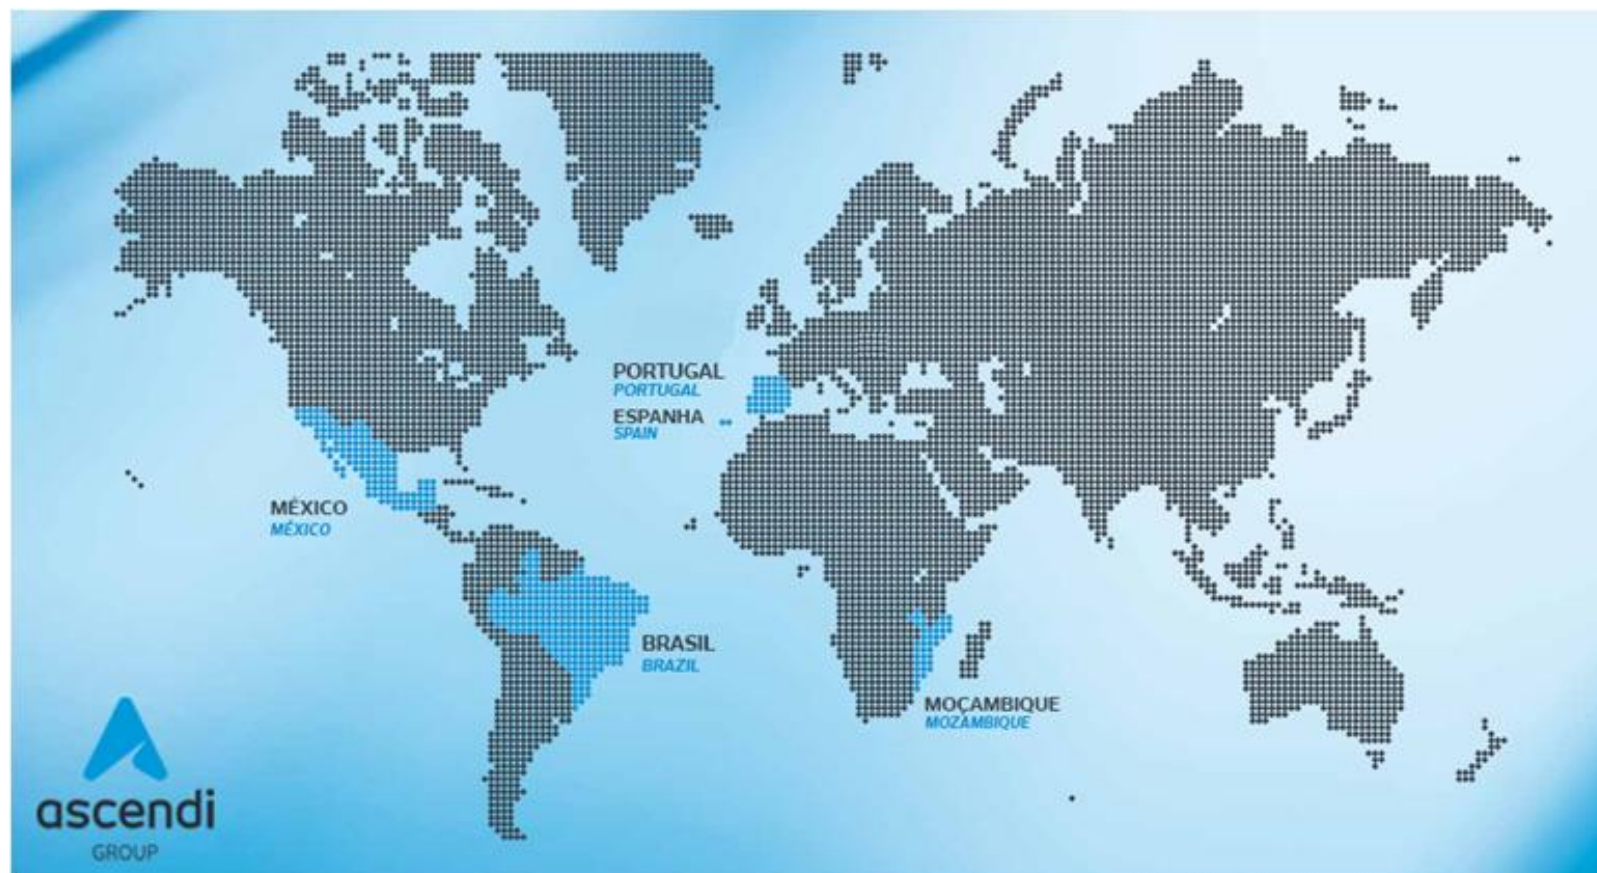 PORTUGAL
PORTUGAL
ESPANHA
SPAIN
MÉXICO
MÉXICO
BRASIL
BRAZIL
MOÇAMBIQUE
MOZAMBIQUE
ascendi
GROUP